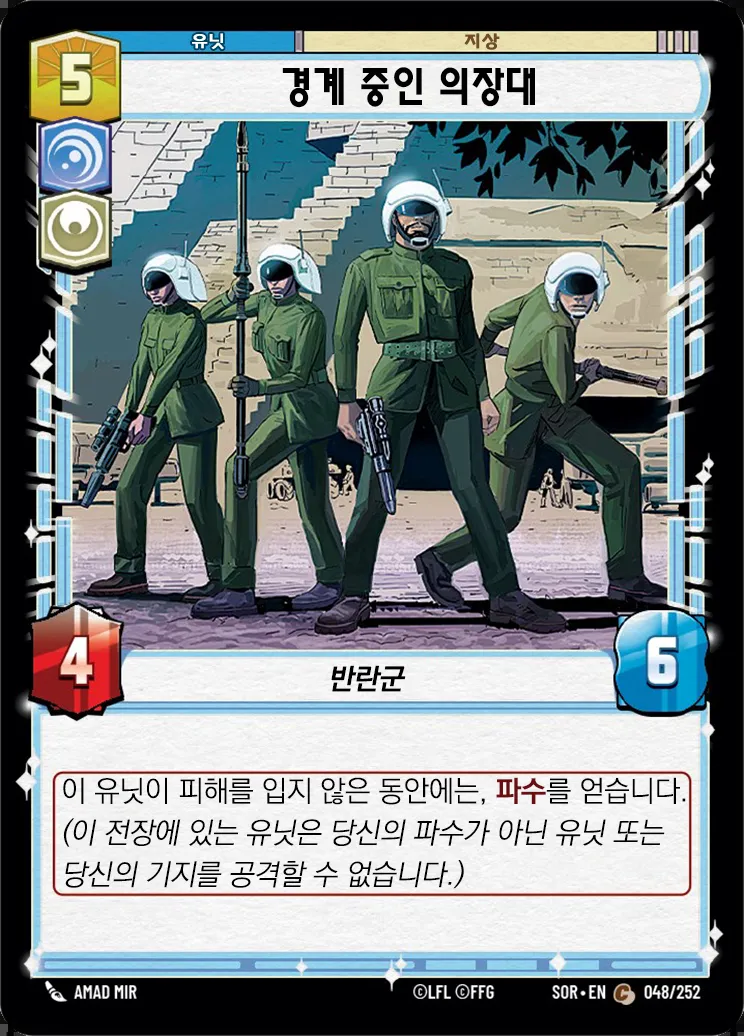 유닛
지상
5
경계 중인 의장대
4
반란군
6
이 유닛이 피해를 입지 않은 동안에는, 파수를 얻습니다.
(이 전장에 있는 유닛은 당신의 파수가 아닌 유닛 또는
당신의 기지를 공격할 수 없습니다.)
AMAD MIR
©LFL ©FFG
SOR•EN C 048/252